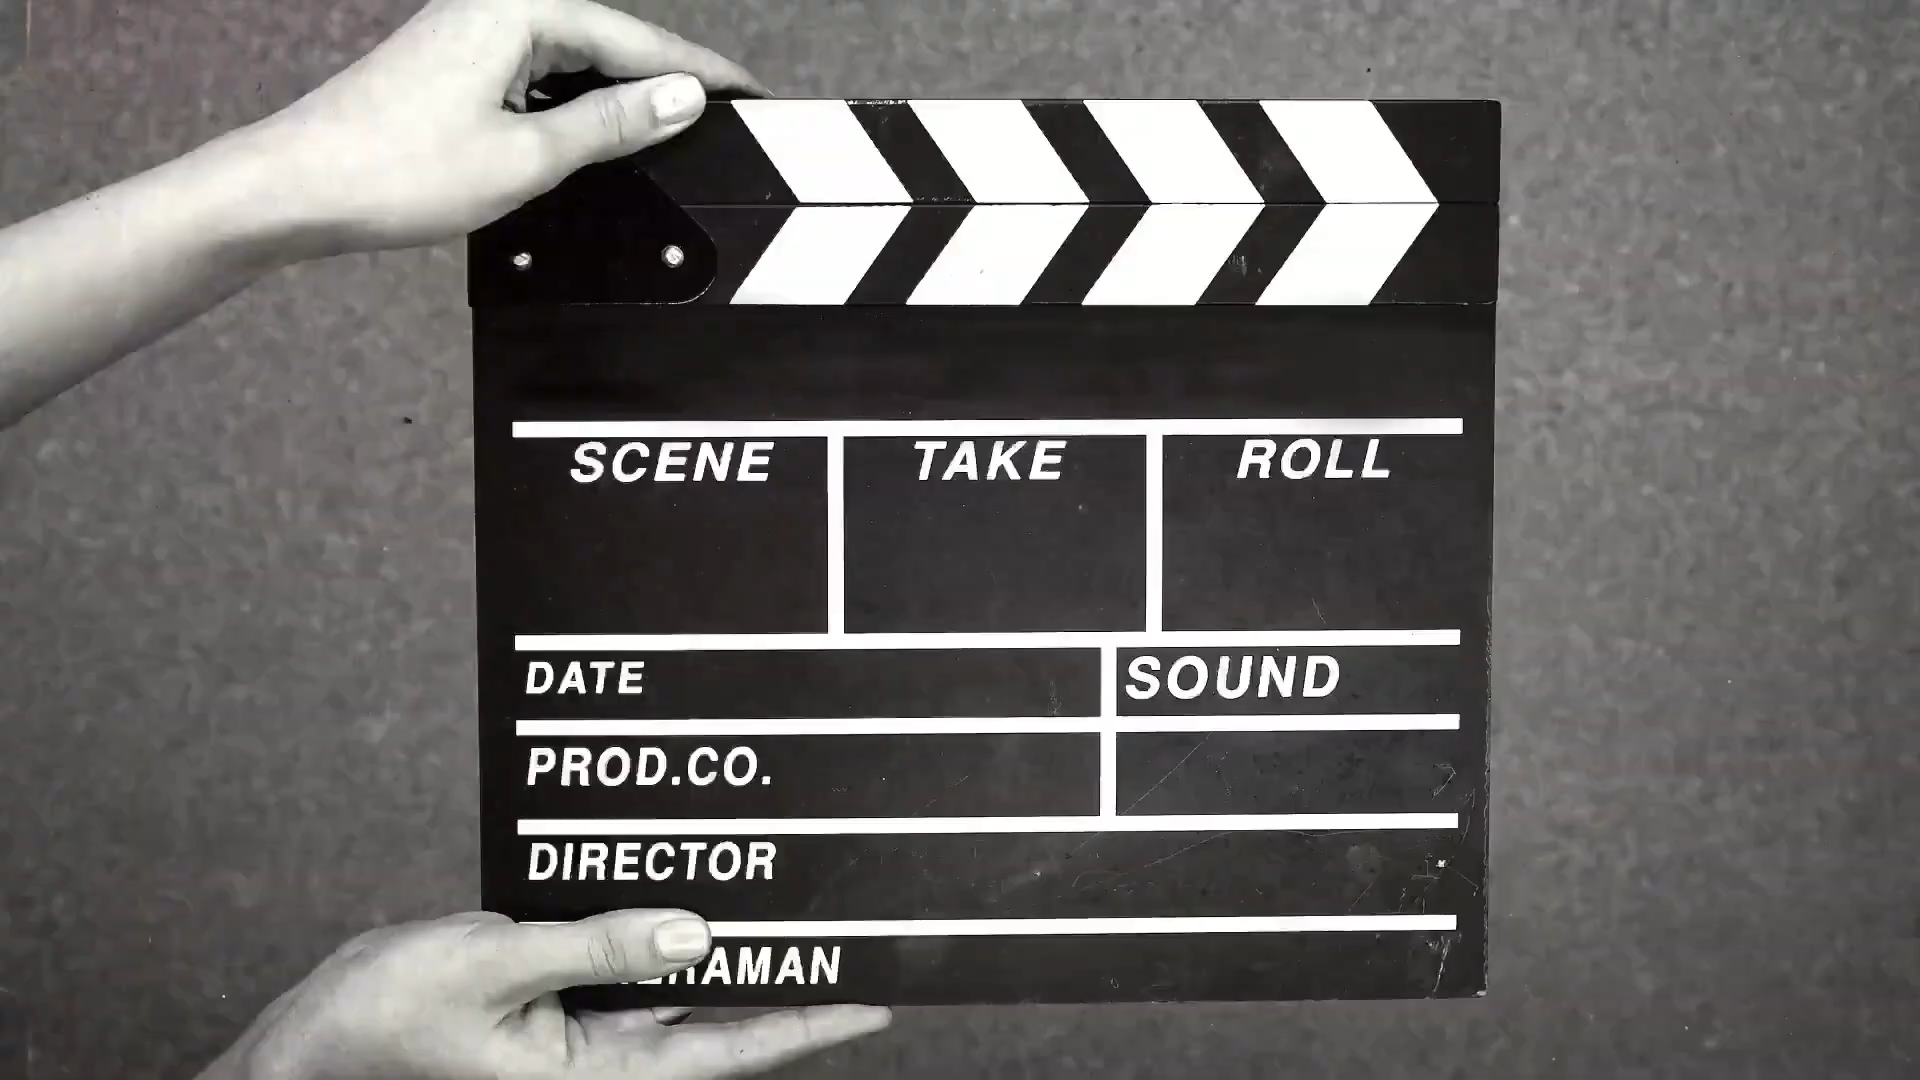 SCENE TAKE ROLL
DATE SOUND
PROD.CO.
DIRECTOR